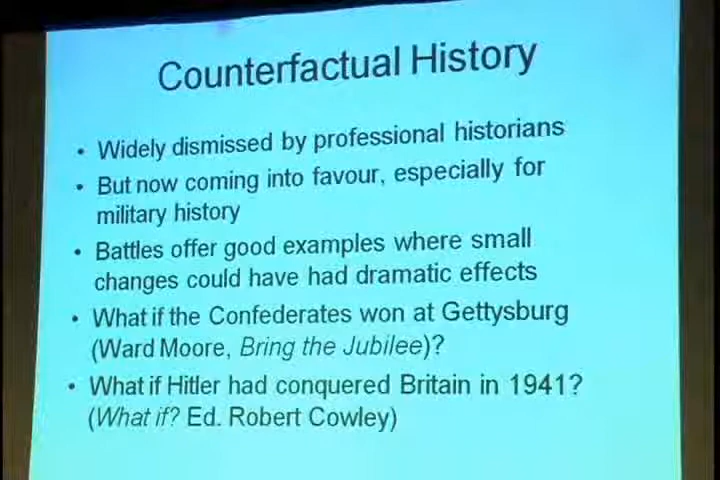 Counterfactual History
• Widely dismissed by professional historians
• But now coming into favour, especially for
military history
• Battles offer good examples where small
changes could have had dramatic effects
• What if the Confederates won at Gettysburg
(Ward Moore, Bring the Jubilee)?
• What if Hitler had conquered Britain in 1941?
(What if? Ed. Robert Cowley)